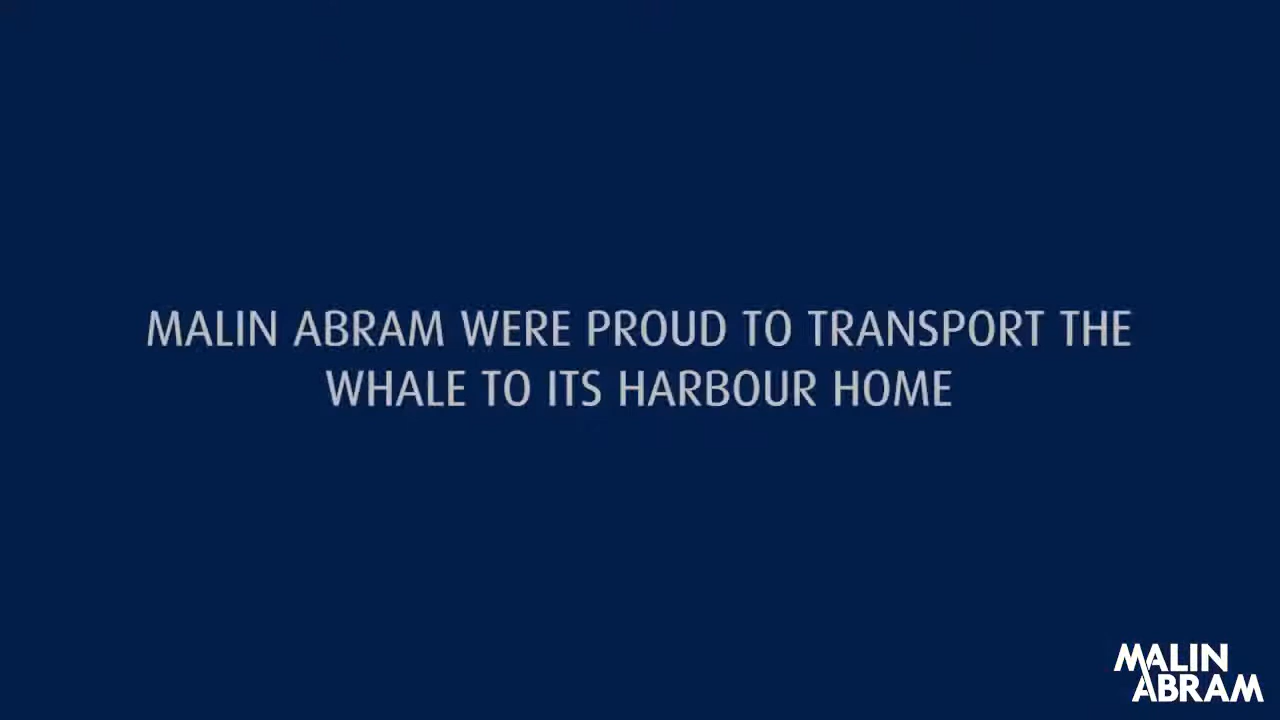 MALIN ABRAM WERE PROUD TO TRANSPORT THE
WHALE TO ITS HARBOUR HOME
MALIN
ABRAM